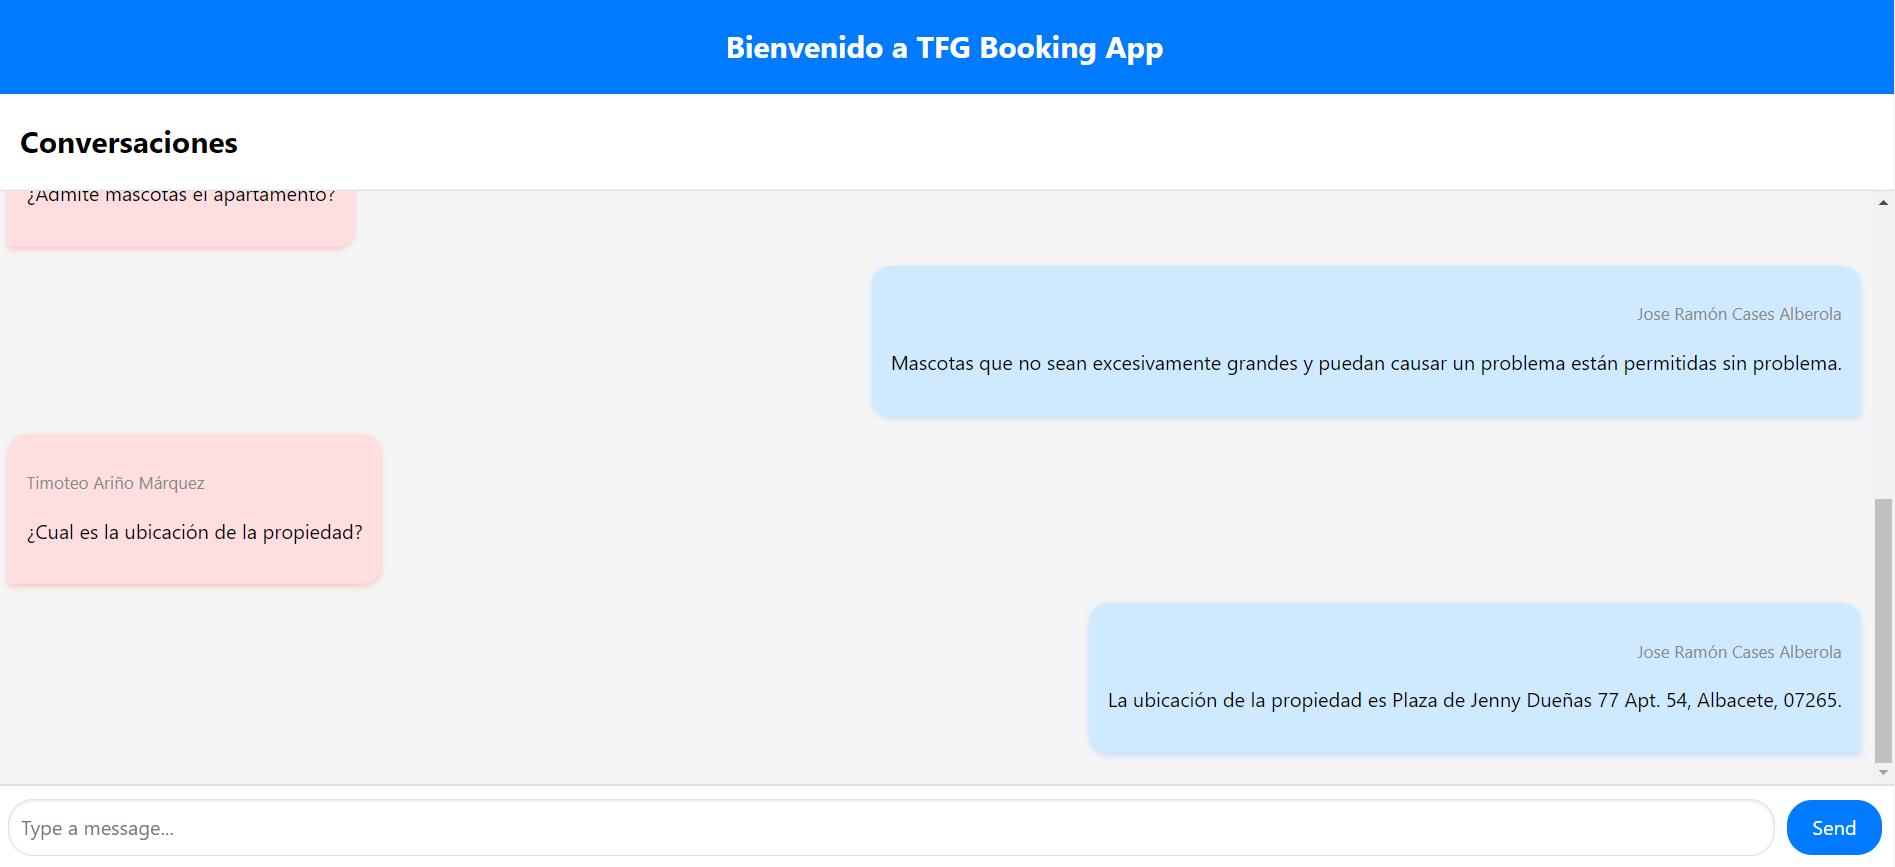 Bienvenido a TFG Booking App
Conversaciones
¿Admite mascotas el apartamento?
Jose Ramón Cases Alberola
Mascotas que no sean excesivamente grandes y puedan causar un problema están permitidas sin problema.
Timoteo Ariño Márquez
¿Cual es la ubicación de la propiedad?
Jose Ramón Cases Alberola
La ubicación de la propiedad es Plaza de Jenny Dueñas 77 Apt. 54, Albacete, 07265.
Type a message...
Send